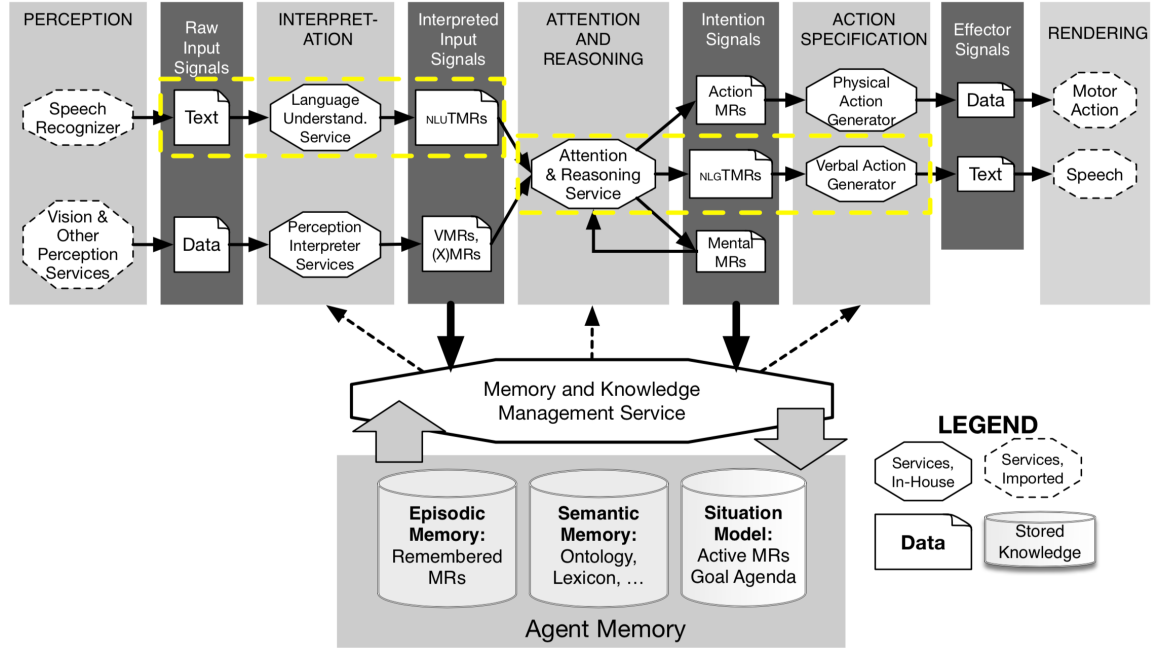 PERCEPTION
Raw
Input
Signals
INTERPRET-
ATION
Interpreted
Input
Signals
ATTENTION
AND
REASONING
Intention
Signals
ACTION
SPECIFICATION
Effector
Signals
RENDERING
Speech
Recognizer
Text
Language
Understand.
Service
NLUTMRs
Action
MRs
Physical
Action
Generator
Data
Motor
Action
Attention
& Reasoning
Service
NLGTMRs
Verbal Action
Generator
Text
Speech
Vision &
Other
Perception
Services
Data
Perception
Interpreter
Services
VMRs,
(X)MRs
Mental
MRs
Memory and Knowledge
Management Service
Episodic
Memory:
Remembered
MRs
Semantic
Memory:
Ontology,
Lexicon, …
Situation
Model:
Active MRs
Goal Agenda
Agent Memory
LEGEND
Services,
In-House
Services,
Imported
Data
Stored
Knowledge